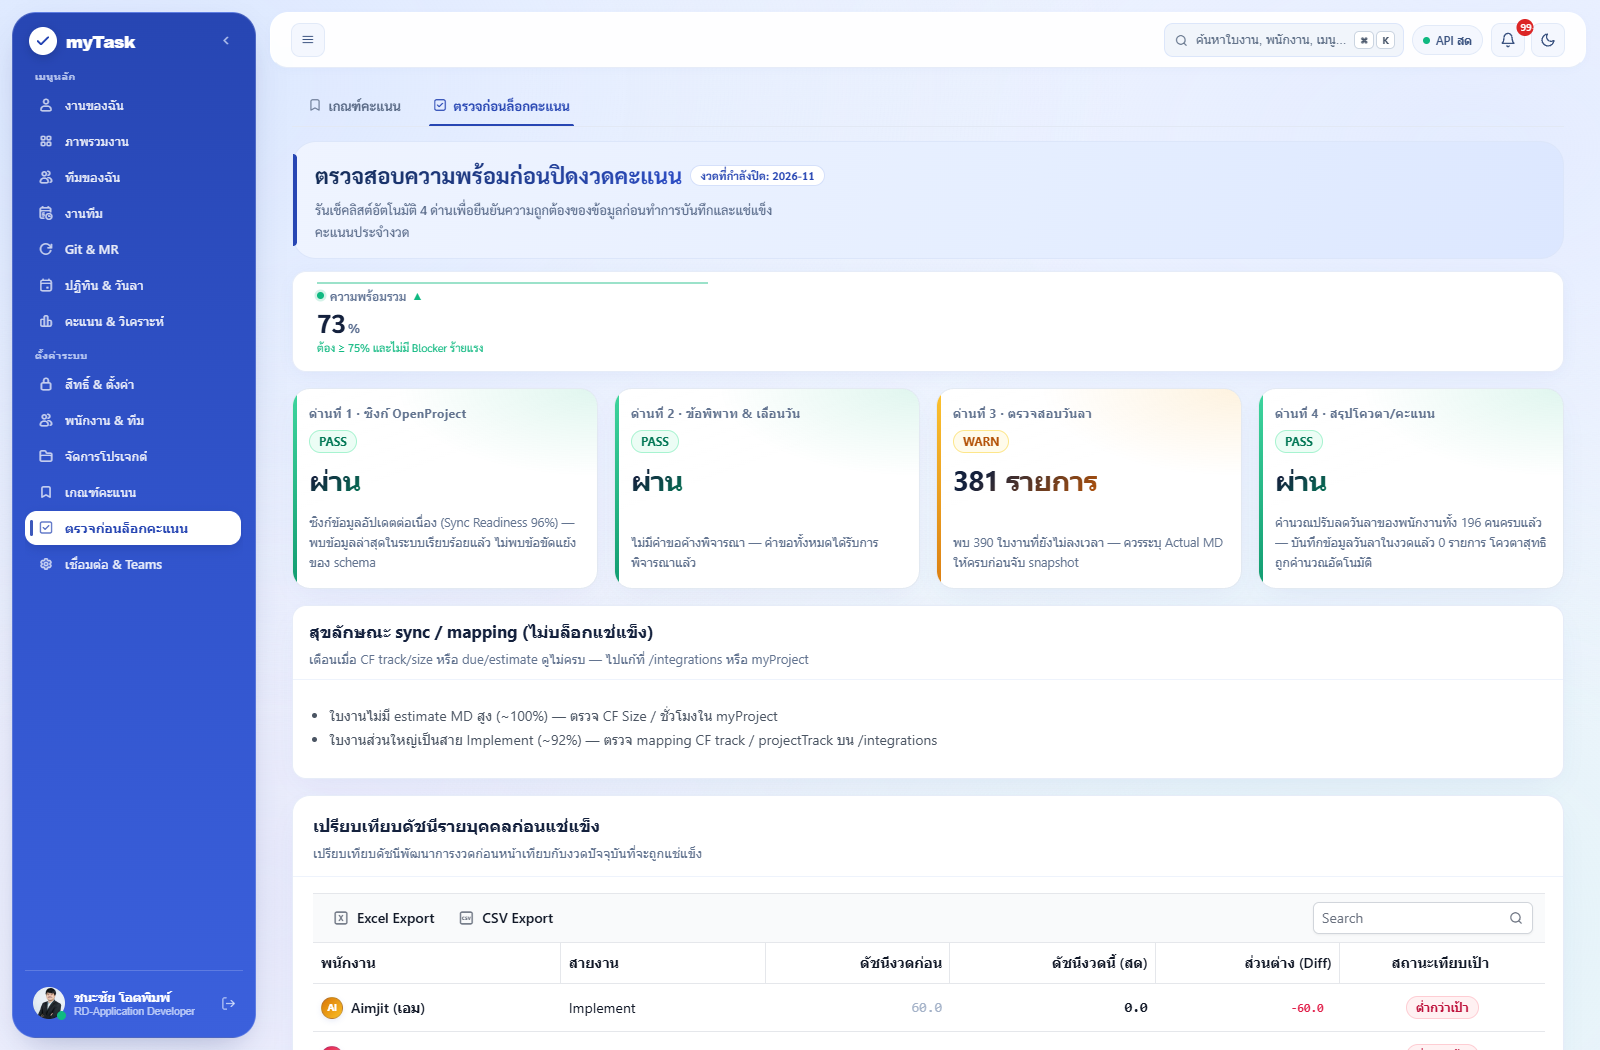 myTask
เมนูหลัก
งานของฉัน
ภาพรวมงาน
ทีมของฉัน
งานทีม
Git & MR
ปฏิทิน & วันลา
คะแนน & วิเคราะห์
ตั้งค่าระบบ
สิทธิ์ & ตั้งค่า
พนักงาน & ทีม
จัดการโปรเจกต์
เกณฑ์คะแนน
ตรวจก่อนล็อกคะแนน
เชื่อมต่อ & Teams
ชนะชัย โอตพิมพ์
RD-Application Developer
ค้นหาใบงาน, พนักงาน, เมนู... ⌘ K
API สด
99
เกณฑ์คะแนน
ตรวจก่อนล็อกคะแนน
ตรวจสอบความพร้อมก่อนปิดงวดคะแนน งวดที่กำลังปิด: 2026-11
รันเช็คลิสต์อัตโนมัติ 4 ด่านเพื่อยืนยันความถูกต้องของข้อมูลก่อนทำการบันทึกและแช่แข็ง
คะแนนประจำงวด
ความพร้อมรวม ▲
73 %
ต้อง ≥ 75% และไม่มี Blocker ร้ายแรง
ด่านที่ 1 · ซิงก์ OpenProject
PASS
ผ่าน
ซิงก์ข้อมูลอัปเดตต่อเนื่อง (Sync Readiness 96%) —
พบข้อมูลล่าสุดในระบบเรียบร้อยแล้ว ไม่พบข้อขัดแย้ง
ของ schema
ด่านที่ 2 · ข้อพิพาท & เลื่อนวัน
PASS
ผ่าน
ไม่มีคำขอค้างพิจารณา — คำขอทั้งหมดได้รับการ
พิจารณาแล้ว
ด่านที่ 3 · ตรวจสอบวันลา
WARN
381 รายการ
พบ 390 ใบงานที่ยังไม่ลงเวลา — ควรระบุ Actual MD
ให้ครบก่อนจับ snapshot
ด่านที่ 4 · สรุปโควตา/คะแนน
PASS
ผ่าน
คำนวณปรับลดวันลาของพนักงานทั้ง 196 คนครบแล้ว
— บันทึกข้อมูลวันลาในงวดแล้ว 0 รายการ โควตาสุทธิ
ถูกคำนวณอัตโนมัติ
สุขลักษณะ sync / mapping (ไม่บล็อกแช่แข็ง)
เตือนเมื่อ CF track/size หรือ due/estimate ดูไม่ครบ — ไปแก้ที่ /integrations หรือ myProject
ใบงานไม่มี estimate MD สูง (~100%) — ตรวจ CF Size / ชั่วโมงใน myProject
ใบงานส่วนใหญ่เป็นสาย Implement (~92%) — ตรวจ mapping CF track / projectTrack บน /integrations
เปรียบเทียบดัชนีรายบุคคลก่อนแช่แข็ง
เปรียบเทียบดัชนีพัฒนาการงวดก่อนหน้าเทียบกับงวดปัจจุบันที่จะถูกแช่แข็ง
Excel Export CSV Export Search
พนักงาน สายงาน ดัชนีงวดก่อน ดัชนีงวดนี้ (สด) ส่วนต่าง (Diff) สถานะเทียบเป้า
AI Aimjit (เอม) Implement 60.0 0.0 -60.0 ต่ำกว่าเป้า